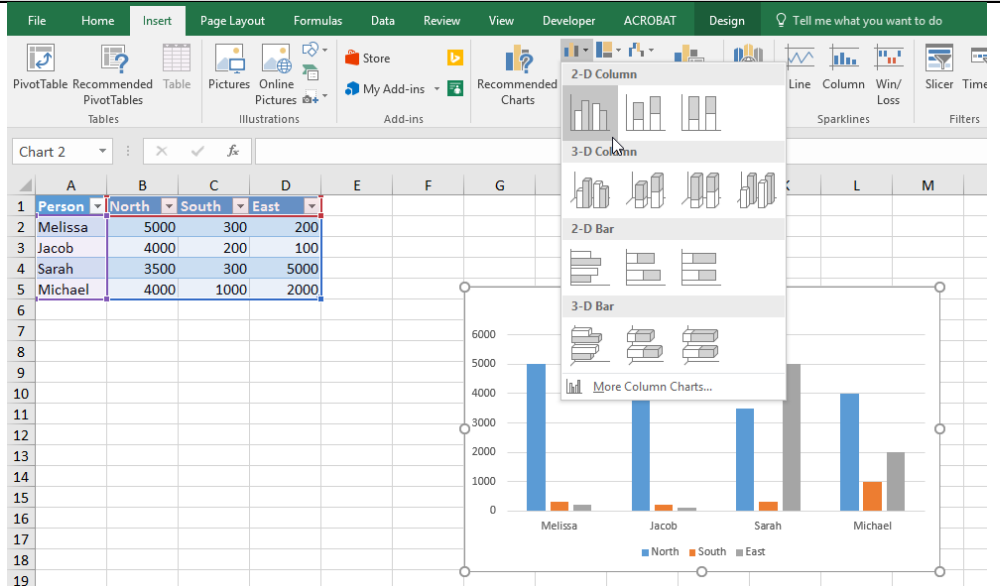 File Home Insert Page Layout Formulas Data Review View Developer ACROBAT Design Tell me what you want to do
PivotTable Recommended PivotTables Table
Tables
Pictures Online Pictures
Illustrations
Store
My Add-ins
Add-ins
Recommended Charts
2-D Column
3-D Column
2-D Bar
3-D Bar
More Column Charts...
Line Column Win/ Loss
Sparklines
Slicer
Filters
Chart 2 fx
A B C D E F G K L M
1 Person North South East
2 Melissa 5000 300 200
3 Jacob 4000 200 100
4 Sarah 3500 300 5000
5 Michael 4000 1000 2000
6
7
8
9
10
11
12
13
14
15
16
17
18
19
6000
5000
4000
3000
2000
1000
0
Melissa Jacob Sarah Michael
North South East